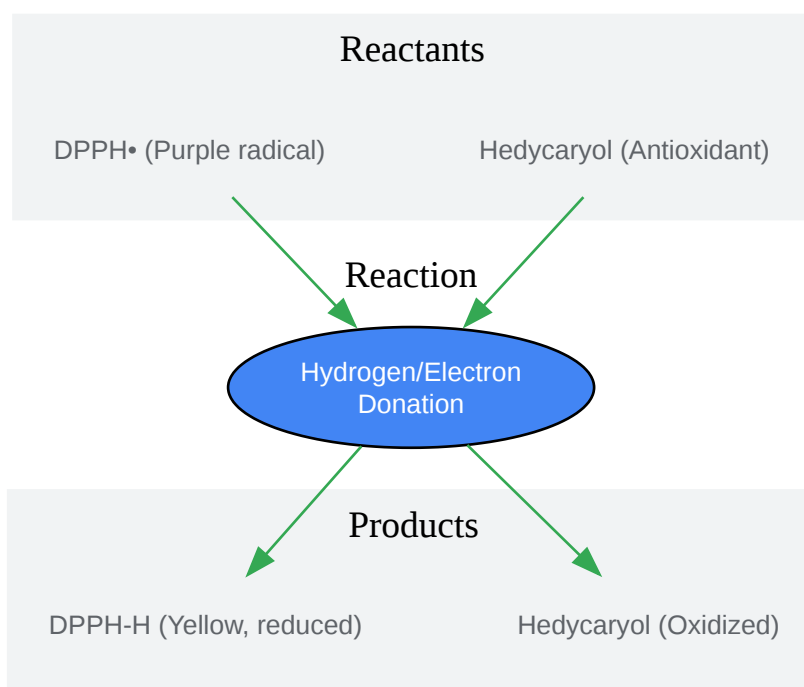 Reactants
DPPH• (Purple radical)
Hedycaryol (Antioxidant)
Reaction
Hydrogen/Electron
Donation
Products
DPPH-H (Yellow, reduced)
Hedycaryol (Oxidized)